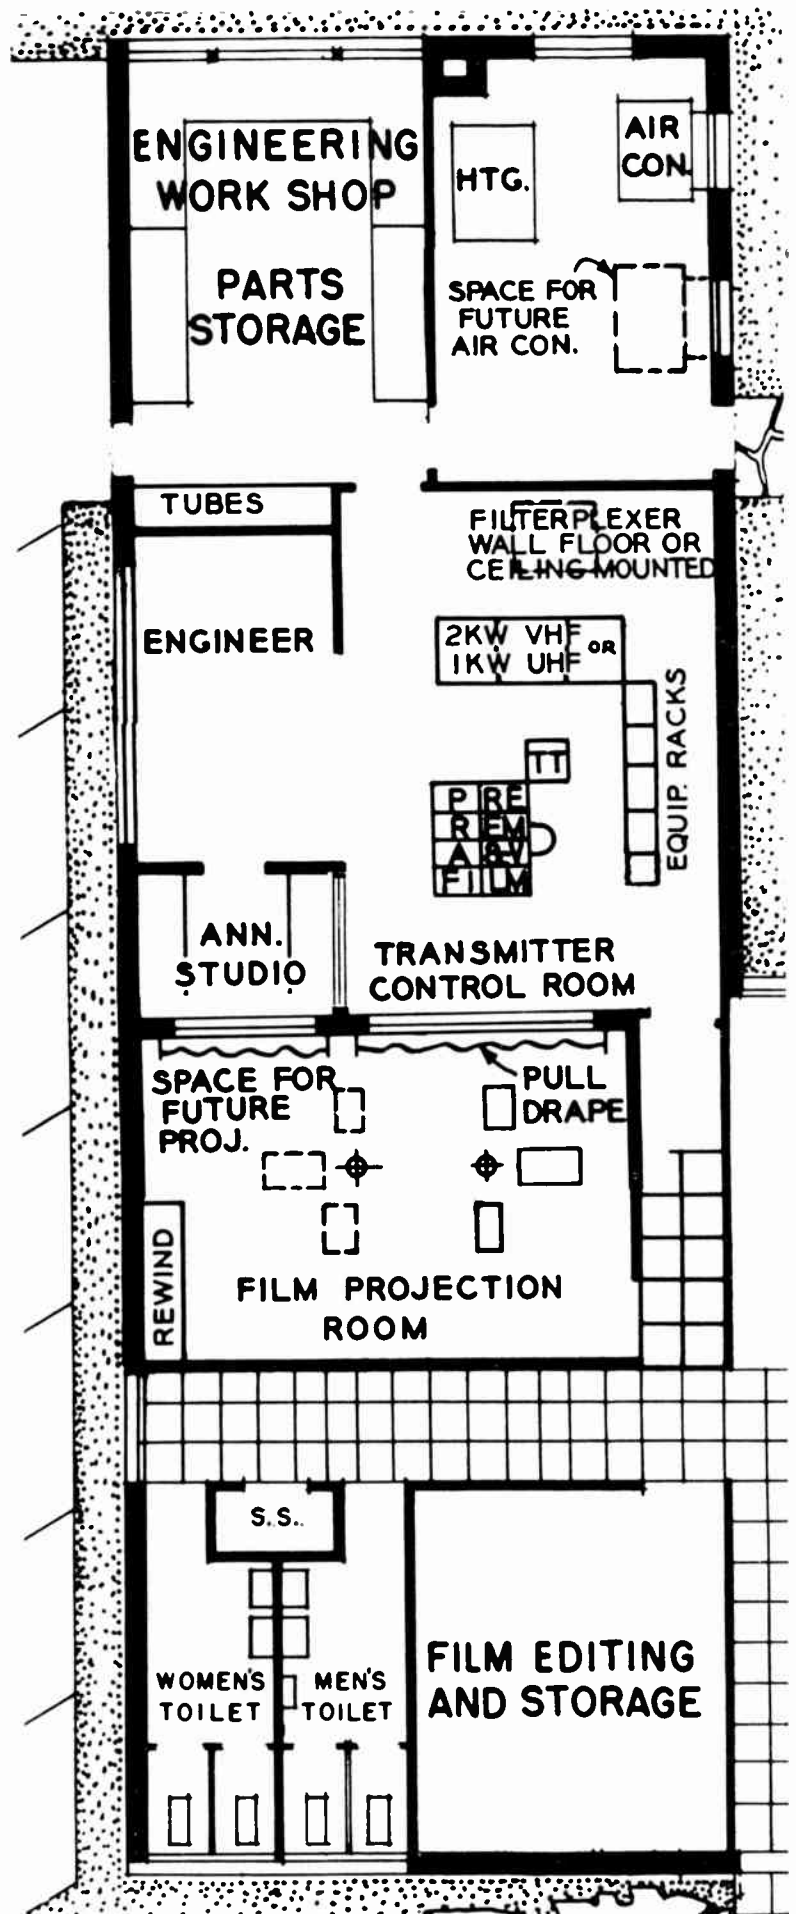 ENGINEERING
WORK SHOP
PARTS
STORAGE
HTG.
AIR
CON.
SPACE FOR
FUTURE
AIR CON.
TUBES
FILTERPLEXER
WALL FLOOR OR
CEILING MOUNTED
ENGINEER
2KW VHF OR
1KW UHF
EQUIP. RACKS
TT
P RE
R EM
A &V
FILM
ANN.
STUDIO
TRANSMITTER
CONTROL ROOM
SPACE FOR
FUTURE
PROJ.
PULL
DRAPE
REWIND
FILM PROJECTION
ROOM
S.S.
WOMEN'S
TOILET
MEN'S
TOILET
FILM EDITING
AND STORAGE